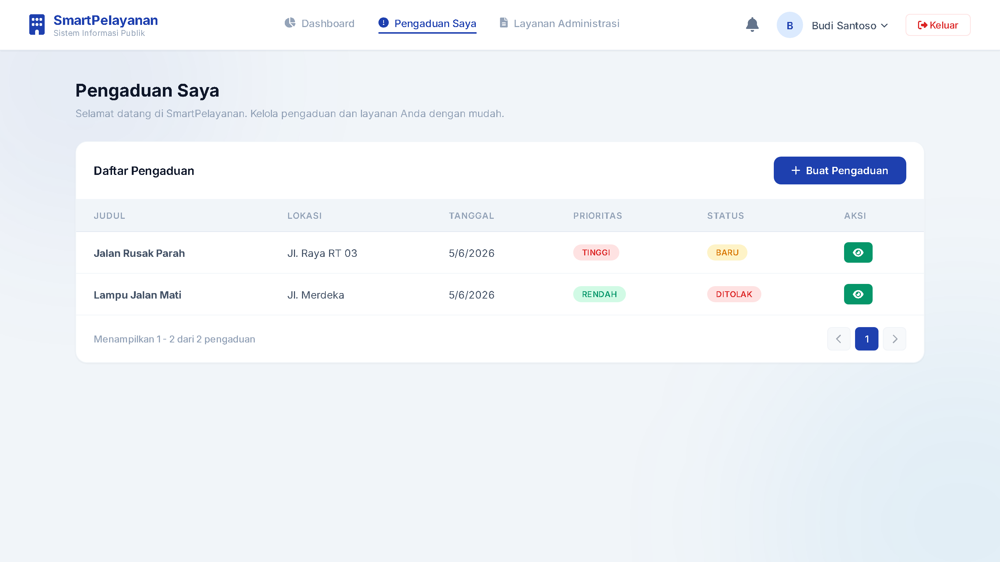 SmartPelayanan
Sistem Informasi Publik
Dashboard
Pengaduan Saya
Layanan Administrasi
B
Budi Santoso
Keluar
Pengaduan Saya
Selamat datang di SmartPelayanan. Kelola pengaduan dan layanan Anda dengan mudah.
Daftar Pengaduan
+ Buat Pengaduan
JUDUL LOKASI TANGGAL PRIORITAS STATUS AKSI
Jalan Rusak Parah Jl. Raya RT 03 5/6/2026 TINGGI BARU
Lampu Jalan Mati Jl. Merdeka 5/6/2026 RENDAH DITOLAK
Menampilkan 1 - 2 dari 2 pengaduan
1